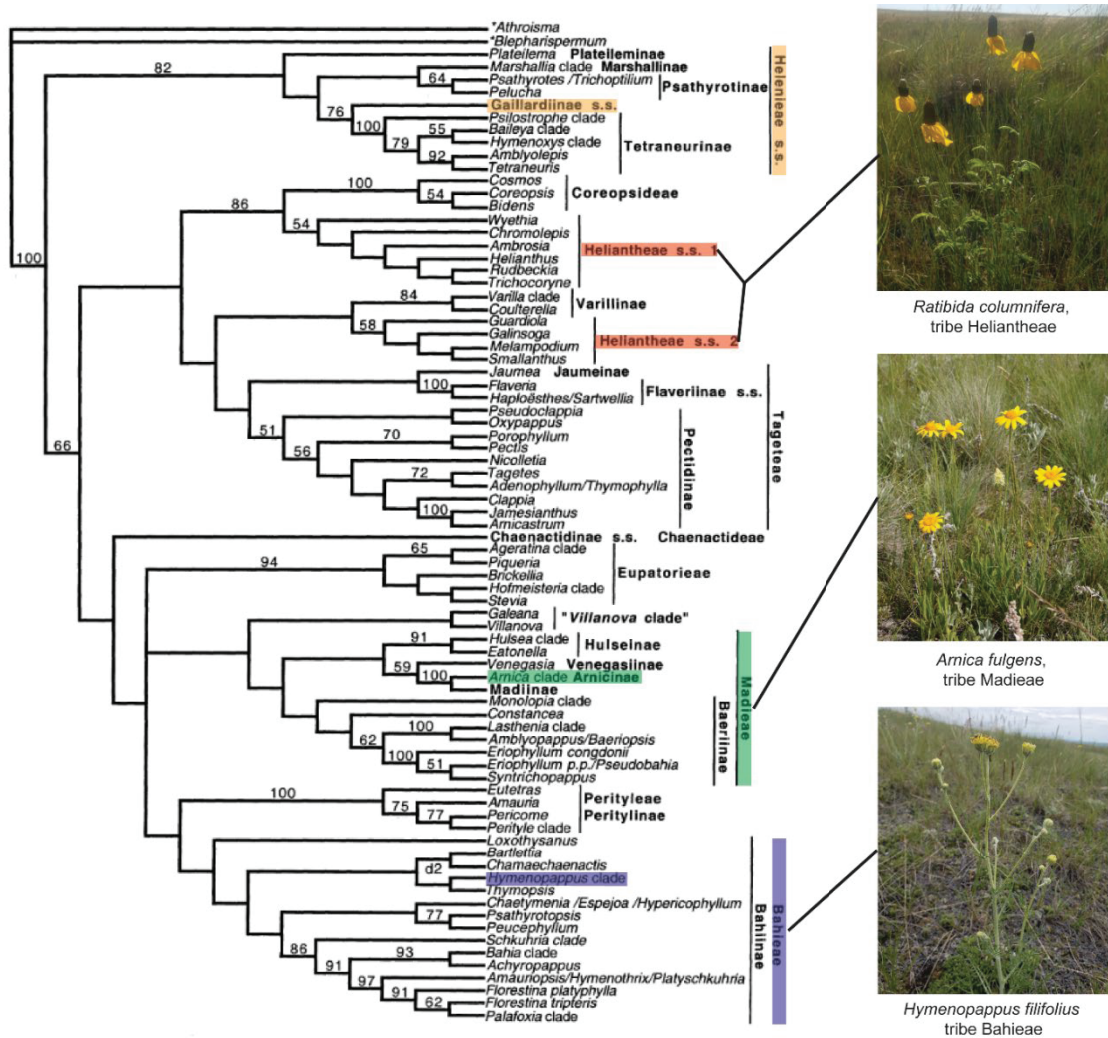 *Athroisma
*Blepharispermum
82
Plateilema Platelleminae
Marshallia clade Marshallinae
64
Psathyrotes /Trichoptilium
Pelucha
Psathyrotinae
Helenieae s.s.
76
Gaillardiinae s.s.
100
Psilostrophe clade
55
Baileya clade
79
Hymenoxys clade
Tetraneurinae
92
Amblyolepis
Tetraneuris
100
Cosmos
54
Coreopsis
Bidens
Coreopsideae
86
54
Wyethia
Chromolepis
Ambrosia
Helianthus
Rudbeckia
Trichocoryne
Heliantheae s.s. 1
100
84
Varilla clade
Coulterella
Varillinae
58
Guardiola
Galinsoga
Melampodium
Smallanthus
Heliantheae s.s. 2
Jaumea Jaumeinae
100
Flaveria
Haploësthes/Sartwellia
Flaveriinae s.s.
Pseudoclappia
51
Oxypappus
66
56
70
Porophyllum
Pectis
Nicolletia
72
Tagetes
Adenophyllum/Thymophylla
Clappia
100
Jamesianthus
Arnicastrum
Pectidinae
Tageteae
Chaenactidinae s.s. Chaenactideae
94
65
Ageratina clade
Piqueria
Brickellia
Hofmeisteria clade
Stevia
Eupatorieae
Galeana
Villanova
"Villanova clade"
91
Hulsea clade
Eatonella
Hulseinae
59
Venegasia Venegasiinae
100
Arnica clade Arnicinae
Madiinae
Monolopia clade
Constancea
62
100
Lasthenia clade
Amblyopappus/Baeriopsis
100
Eriophyllum congdonii
51
Eriophyllum p.p./Pseudobahia
Syntrichopappus
Baeriinae
Madieae
100
Eutetras
75
Amauria
77
Pericome
Perityle clade
Perityleae
Peritylinae
Loxothysanus
Bartlettia
d2
Chamaechaenactis
Hymenopappus clade
Thymopsis
Chaetymenia /Espejoa /Hypericophyllum
77
Psathyrotopsis
Peucephyllum
86
Schkuhria clade
91
93
Bahia clade
Achyropappus
97
Amauriopsis/Hymenothrix/Platyschkuhria
91
Florestina platyphylla
62
Florestina tripteris
Palafoxia clade
Bahiinae
Bahieae
Ratibida columnifera,
tribe Heliantheae
Arnica fulgens,
tribe Madieae
Hymenopappus filifolius
tribe Bahieae